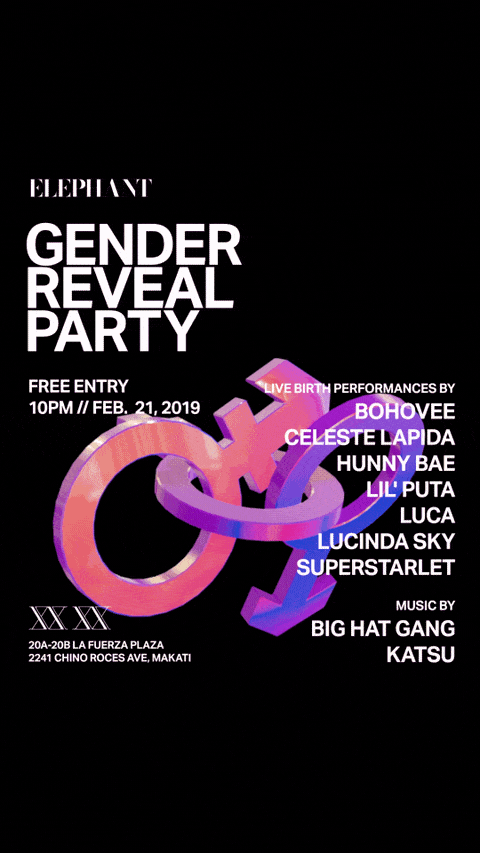 ELEPHANT
GENDER
REVEAL
PARTY
FREE ENTRY
10PM // FEB. 21, 2019
LIVE BIRTH PERFORMANCES BY
BOHOVEE
CELESTE LAPIDA
HUNNY BAE
LIL' PUTA
LUCA
LUCINDA SKY
SUPERSTARLET
MUSIC BY
BIG HAT GANG
KATSU
XX XX
20A-20B LA FUERZA PLAZA
2241 CHINO ROCES AVE, MAKATI